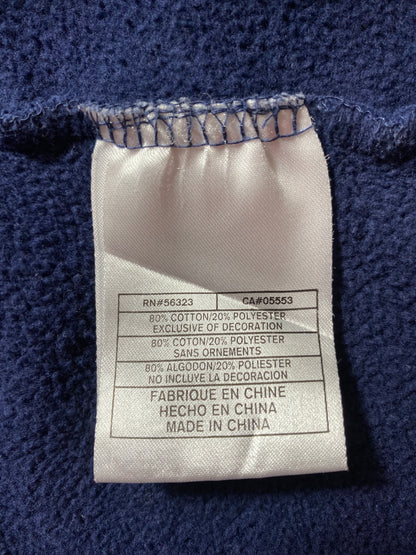 RN#56323 CA#05553
80% COTTON/20% POLYESTER
EXCLUSIVE OF DECORATION
80% COTON/20% POLYESTER
SANS ORNEMENTS
80% ALGODON/20% POLIESTER
NO INCLUYE LA DECORACION
FABRIQUE EN CHINE
HECHO EN CHINA
MADE IN CHINA